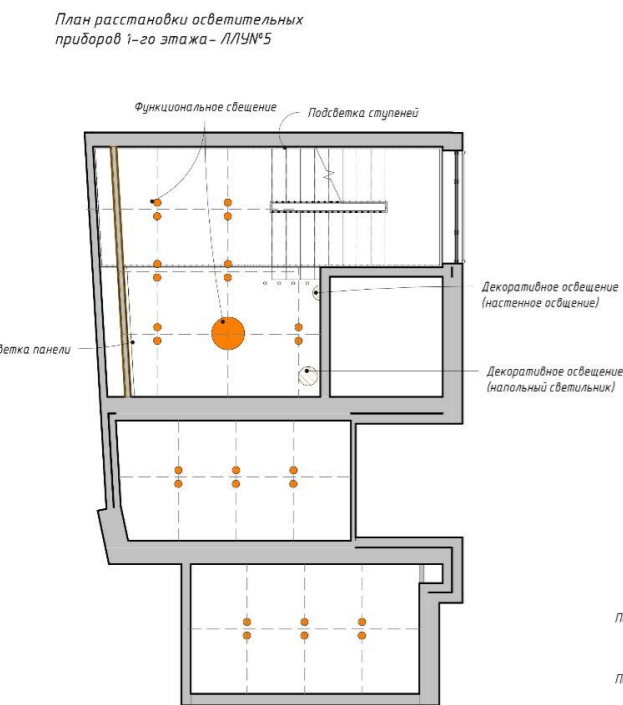 План расстановки осветительных
приборов 1-го этажа- ЛЛУ№5
Функциональное свещение
Подсветка ступеней
Декоративное освещение
(настенное освщение)
ветка панели
Декоративное освещение
(напольный светильник)